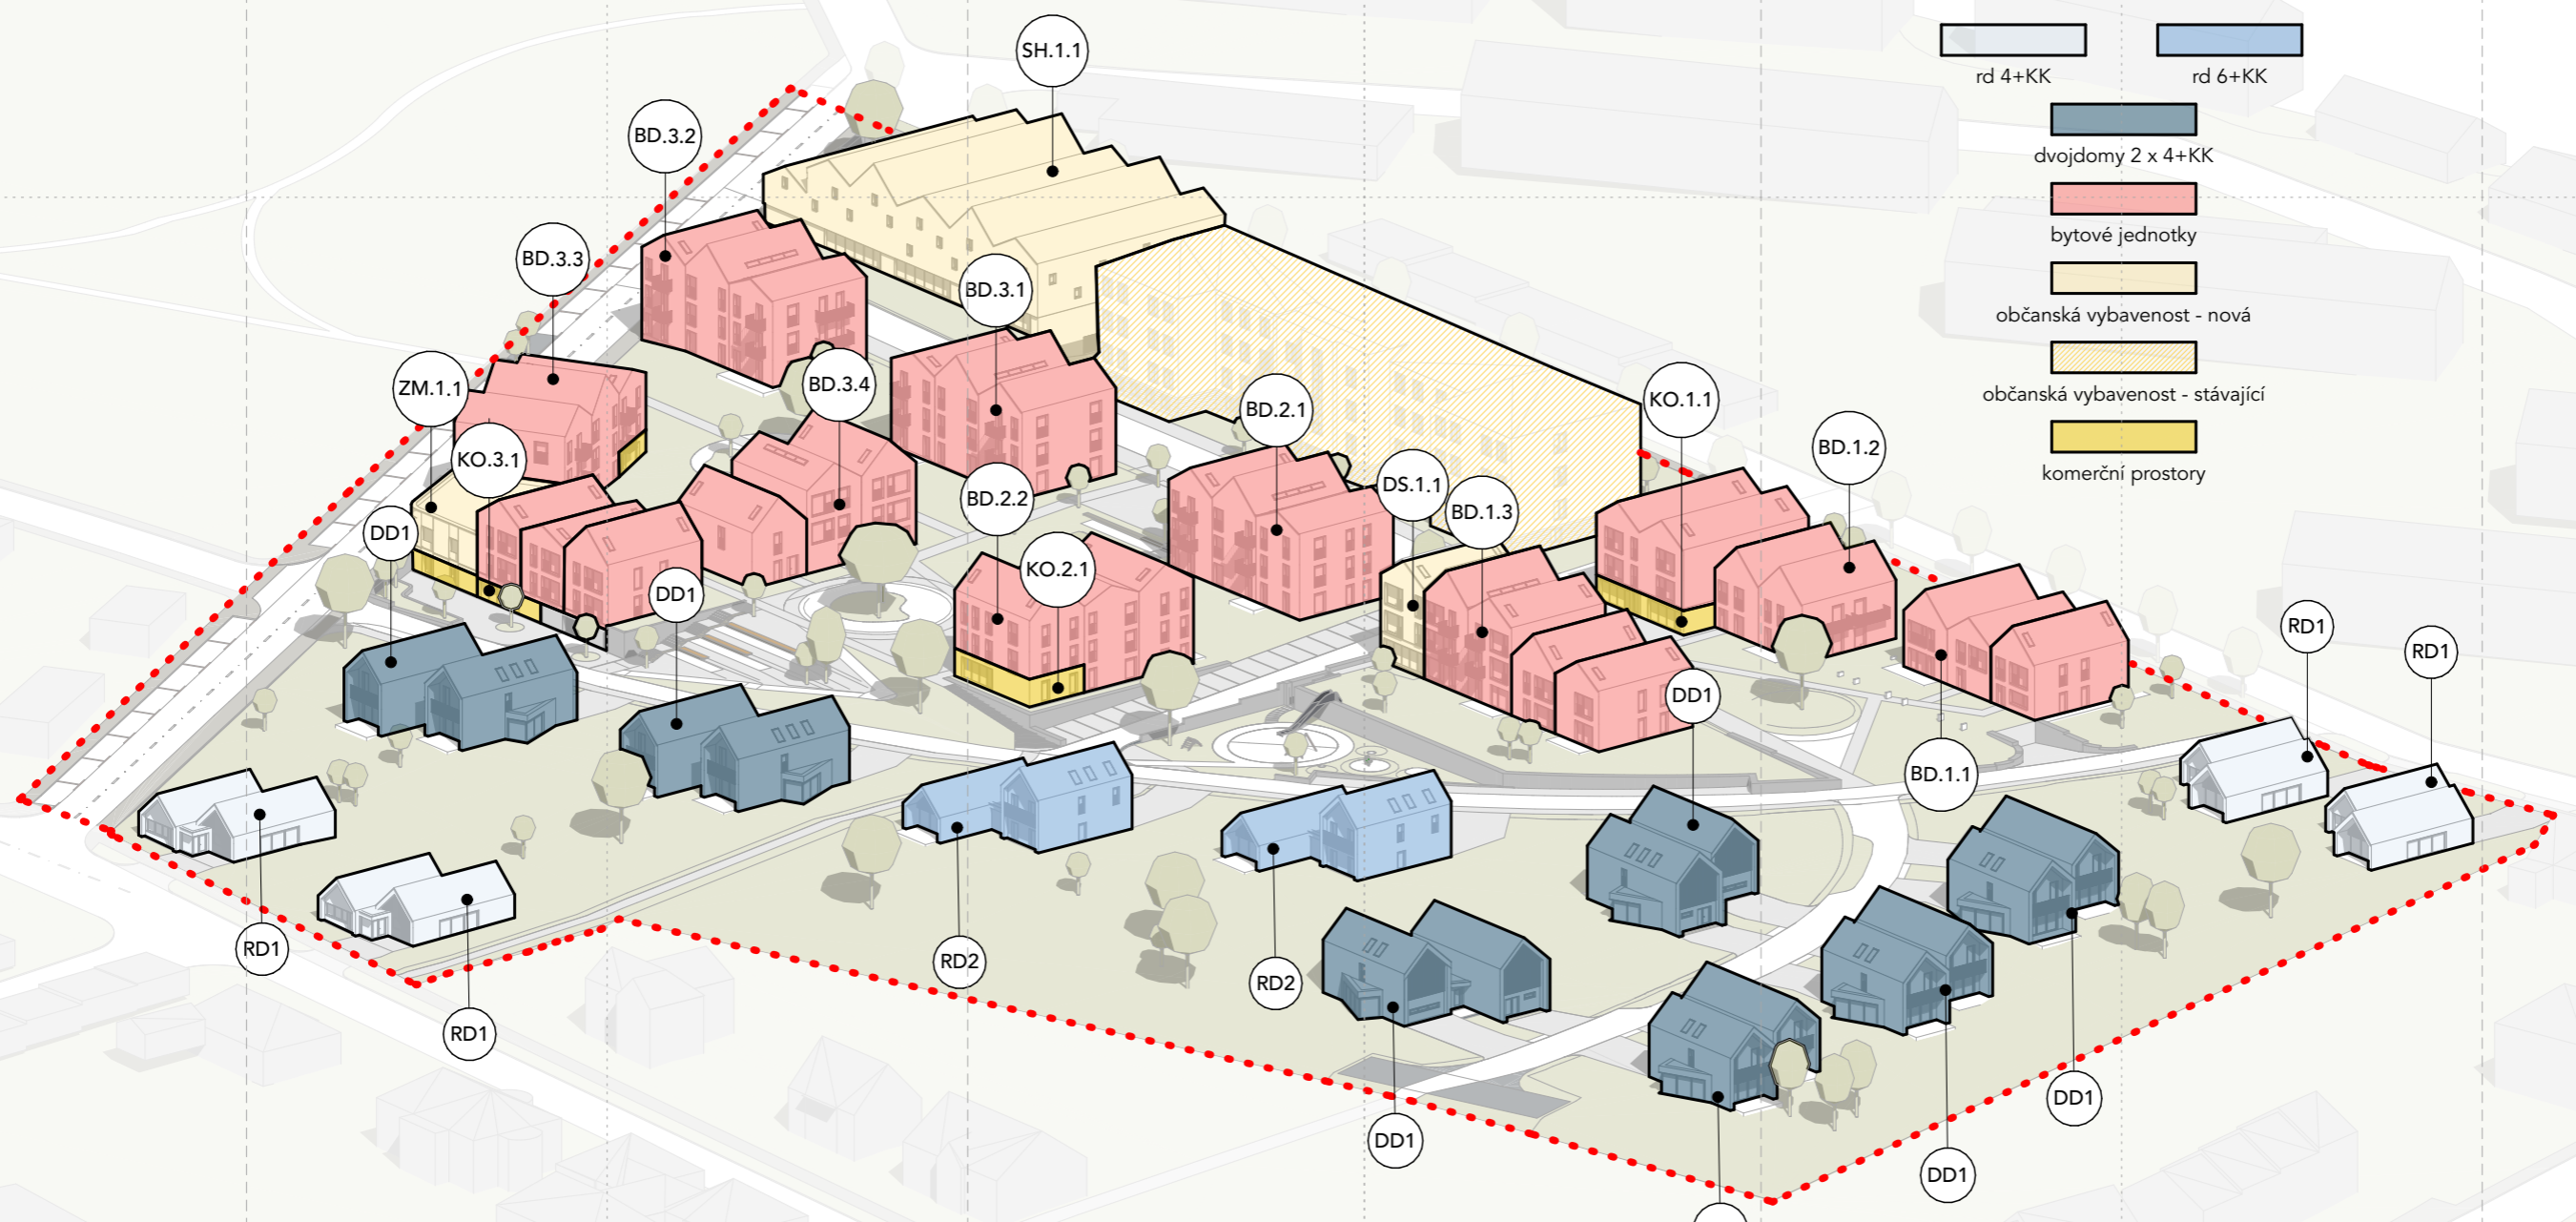 SH.1.1
rd 4+KK
rd 6+KK
BD.3.2
dvojdomy 2 x 4+KK
bytové jednotky
BD.3.3
BD.3.1
občanská vybavenost - nová
ZM.1.1
BD.3.4
občanská vybavenost - stávající
BD.2.1
KO.1.1
BD.1.2
KO.3.1
komerční prostory
DS.1.1
BD.2.2
BD.1.3
DD1
KO.2.1
DD1
RD1
RD1
DD1
BD.1.1
RD1
RD2
RD2
RD1
DD1
DD1
DD1